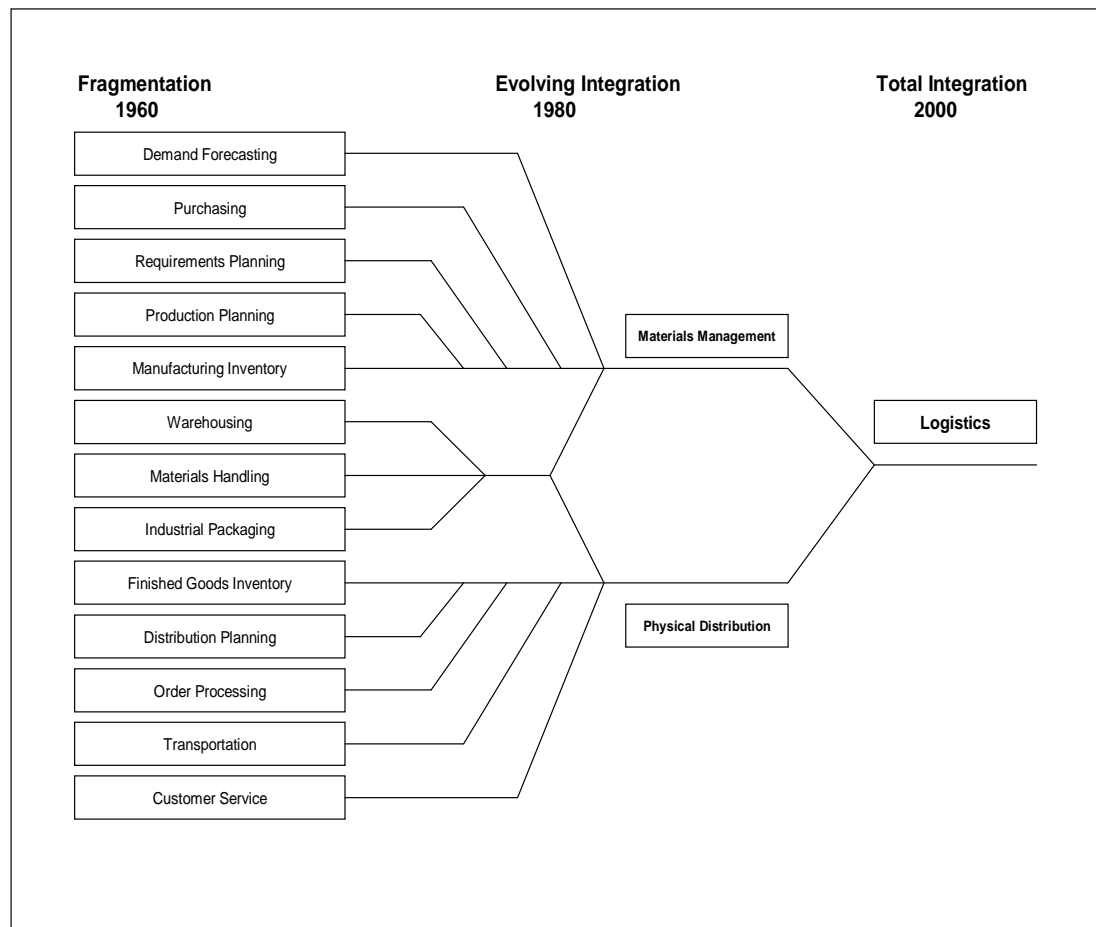 Fragmentation
1960
Evolving Integration
1980
Total Integration
2000
Demand Forecasting
Purchasing
Requirements Planning
Production Planning
Manufacturing Inventory
Warehousing
Materials Handling
Industrial Packaging
Finished Goods Inventory
Distribution Planning
Order Processing
Transportation
Customer Service
Materials Management
Physical Distribution
Logistics